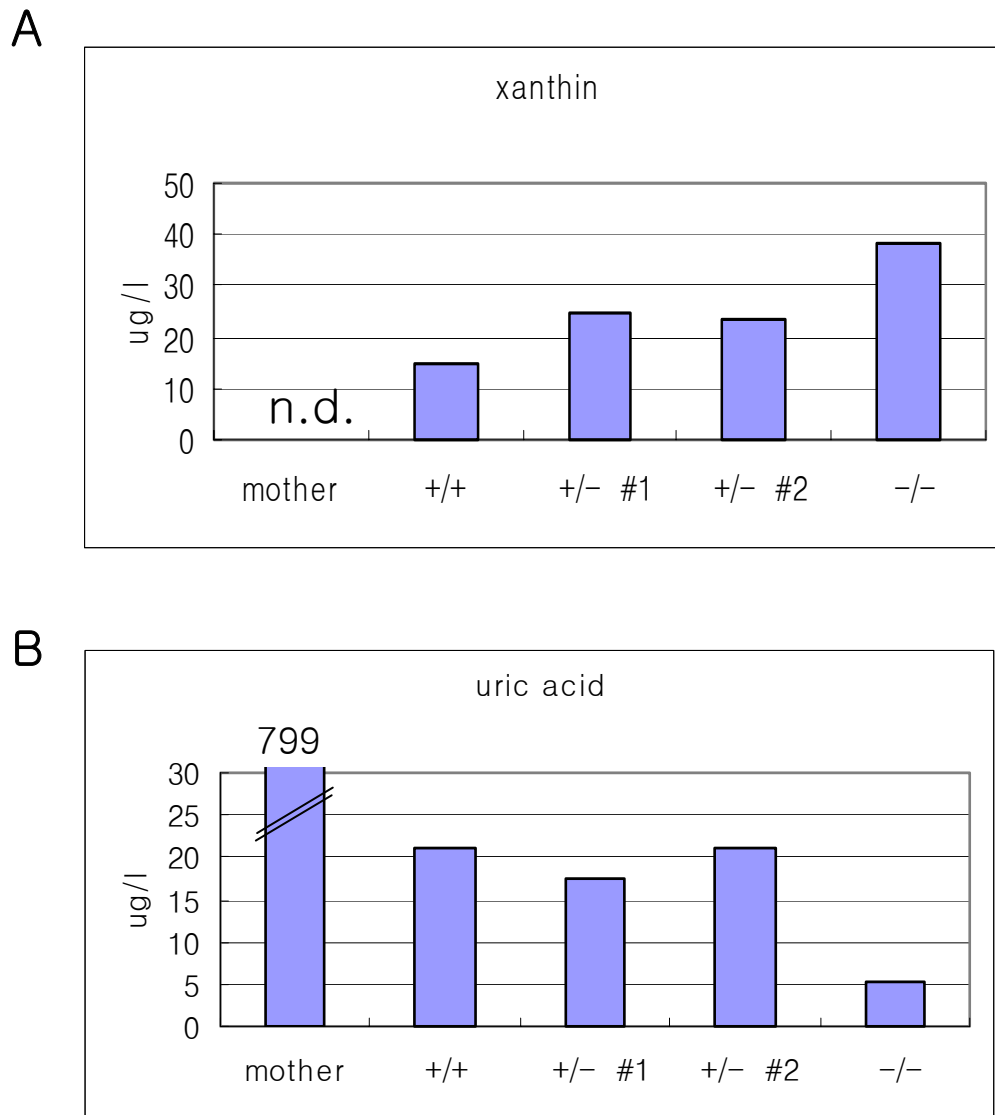 A
xanthin
50
40
30
20
10
0
ug/l
n.d.
mother +/+ +/− #1 +/− #2 −/−
B
uric acid
799
30
25
20
15
10
5
0
ug/l
mother +/+ +/− #1 +/− #2 −/−